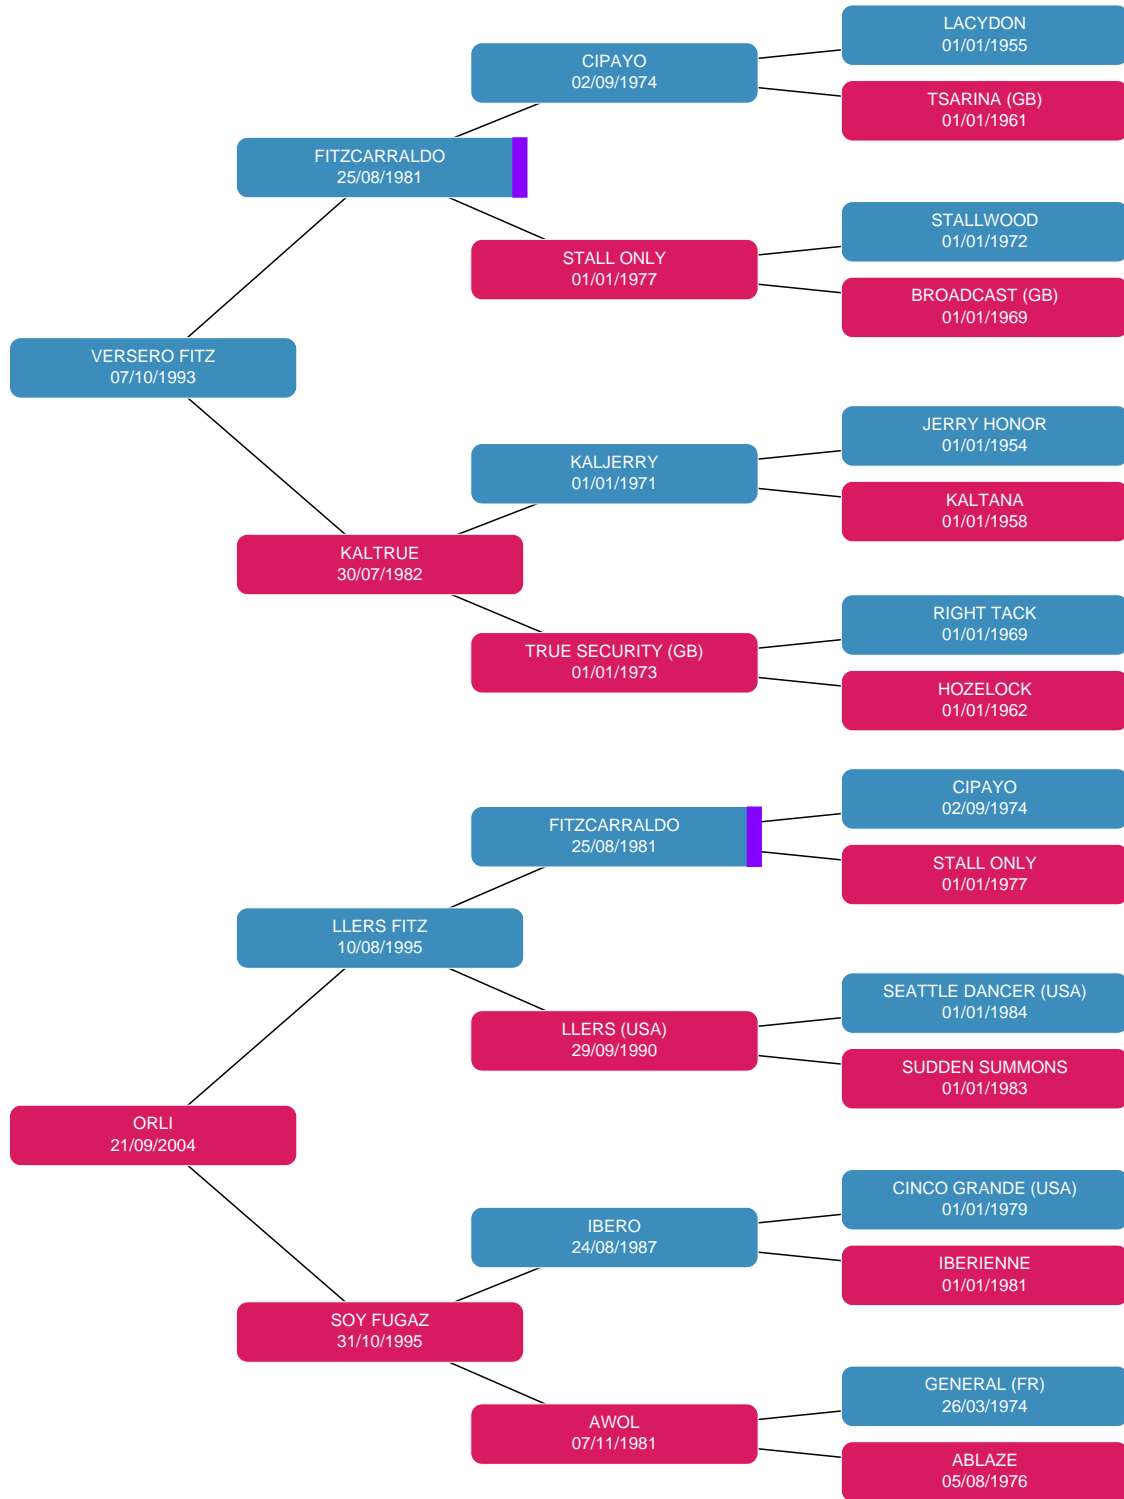 LACYDON
01/01/1955
CIPAYO
02/09/1974
TSARINA (GB)
01/01/1961
FITZCARRALDO
25/08/1981
STALLWOOD
01/01/1972
STALL ONLY
01/01/1977
BROADCAST (GB)
01/01/1969
VERSERO FITZ
07/10/1993
JERRY HONOR
01/01/1954
KALJERRY
01/01/1971
KALTANA
01/01/1958
KALTRUE
30/07/1982
RIGHT TACK
01/01/1969
TRUE SECURITY (GB)
01/01/1973
HOZELOCK
01/01/1962
CIPAYO
02/09/1974
FITZCARRALDO
25/08/1981
STALL ONLY
01/01/1977
LLERS FITZ
10/08/1995
SEATTLE DANCER (USA)
01/01/1984
LLERS (USA)
29/09/1990
SUDDEN SUMMONS
01/01/1983
ORLI
21/09/2004
CINCO GRANDE (USA)
01/01/1979
IBERO
24/08/1987
IBERIENNE
01/01/1981
SOY FUGAZ
31/10/1995
GENERAL (FR)
26/03/1974
AWOL
07/11/1981
ABLAZE
05/08/1976